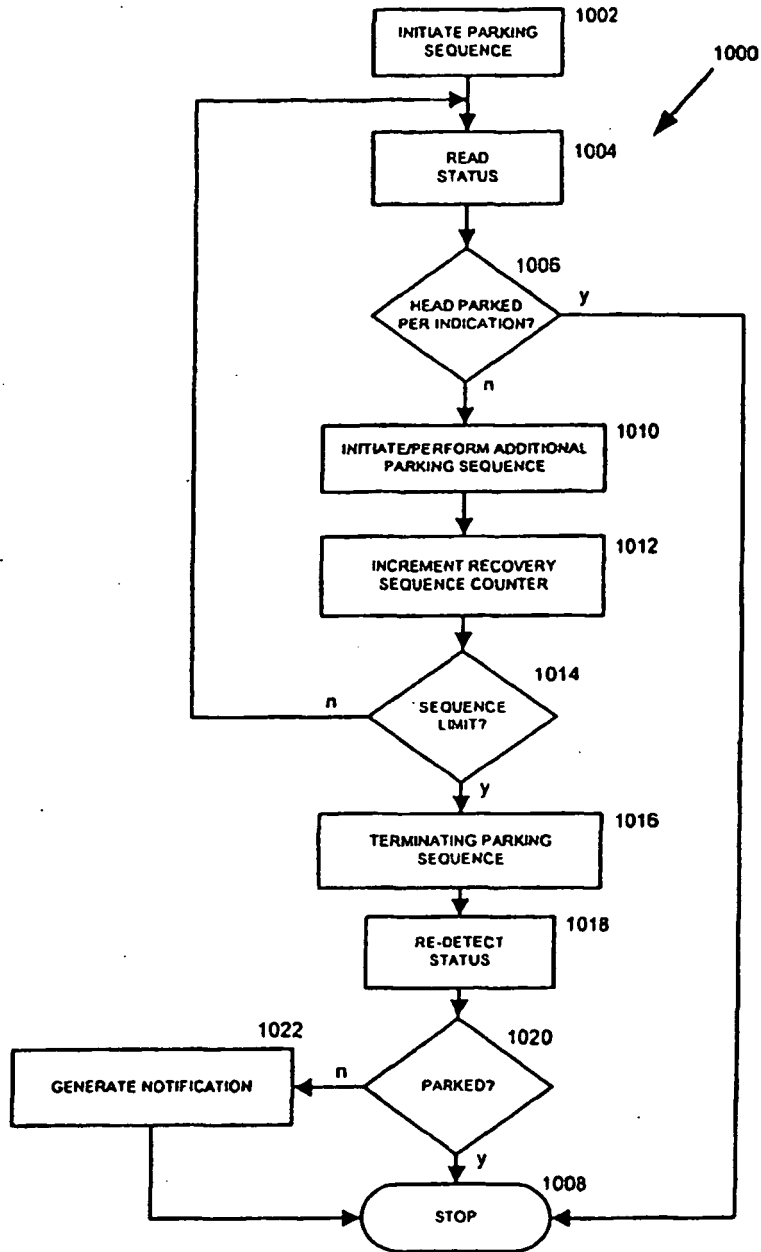 1002
INITIATE PARKING
SEQUENCE
1000
1004
READ
STATUS
1006
HEAD PARKED
PER INDICATION?
y
n
1010
INITIATE/PERFORM ADDITIONAL
PARKING SEQUENCE
1012
INCREMENT RECOVERY
SEQUENCE COUNTER
1014
n
SEQUENCE
LIMIT?
y
1016
TERMINATING PARKING
SEQUENCE
1018
RE-DETECT
STATUS
1022
1020
GENERATE NOTIFICATION
n
PARKED?
y
1008
STOP